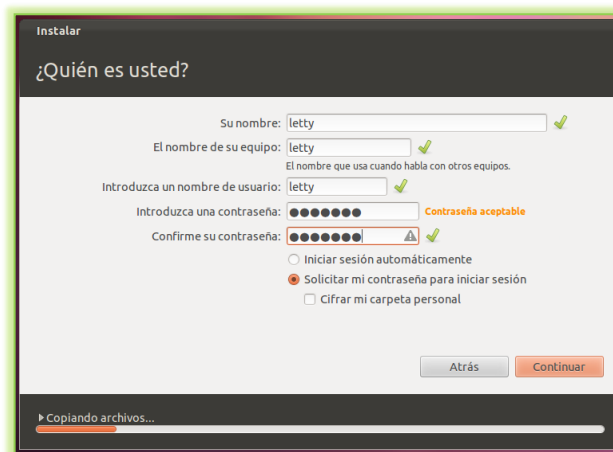 Instalar
¿Quién es usted?
Su nombre: letty
El nombre de su equipo: letty
El nombre que usa cuando habla con otros equipos.
Introduzca un nombre de usuario: letty
Introduzca una contraseña: ●●●●●●● Contraseña aceptable
Confirme su contraseña: ●●●●●●●
Iniciar sesión automáticamente
Solicitar mi contraseña para iniciar sesión
Cifrar mi carpeta personal
Atrás Continuar
Copiando archivos...